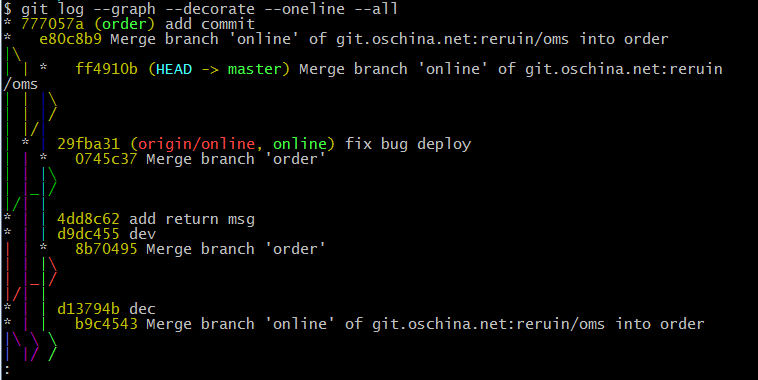 $ git log --graph --decorate --oneline --all
* 777057a (order) add commit
*   e80c8b9 Merge branch 'online' of git.oschina.net:reruin/oms into order
|\
| | *   ff4910b (HEAD -> master) Merge branch 'online' of git.oschina.net:reruin
/oms
| | |\
| | |/
| |/|
| * | 29fba31 (origin/online, online) fix bug deploy
| | *   0745c37 Merge branch 'order'
| | |\
| |_|/
|/| |
* | | 4dd8c62 add return msg
* | | d9dc455 dev
| | *   8b70495 Merge branch 'order'
| | |\
| |_|/
|/| |
* | | d13794b dec
* | |   b9c4543 Merge branch 'online' of git.oschina.net:reruin/oms into order
|\ \ \
| |/ /
: